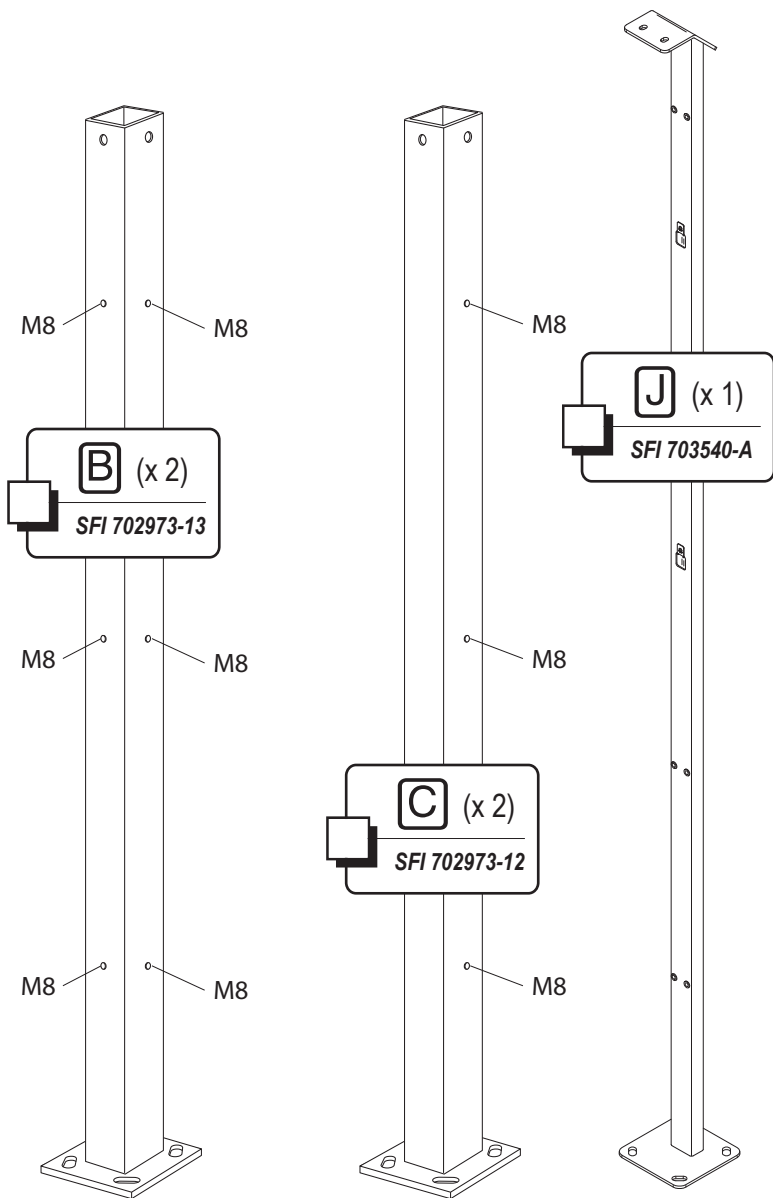 M8
M8
B (x 2)
SFI 702973-13
M8
M8
M8
M8
M8
M8
C (x 2)
SFI 702973-12
M8
J (x 1)
SFI 703540-A